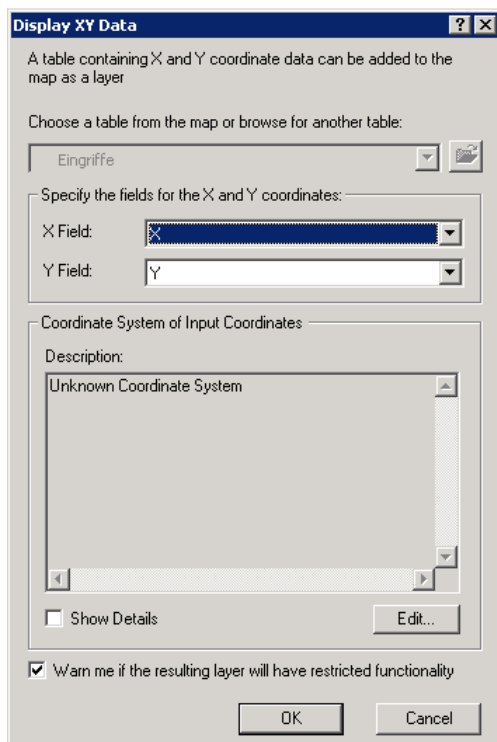 Display XY Data
A table containing X and Y coordinate data can be added to the
map as a layer
Choose a table from the map or browse for another table:
Eingriffe
Specify the fields for the X and Y coordinates:
X Field: X
Y Field: Y
Coordinate System of Input Coordinates
Description:
Unknown Coordinate System
Show Details Edit...
Warn me if the resulting layer will have restricted functionality
OK Cancel